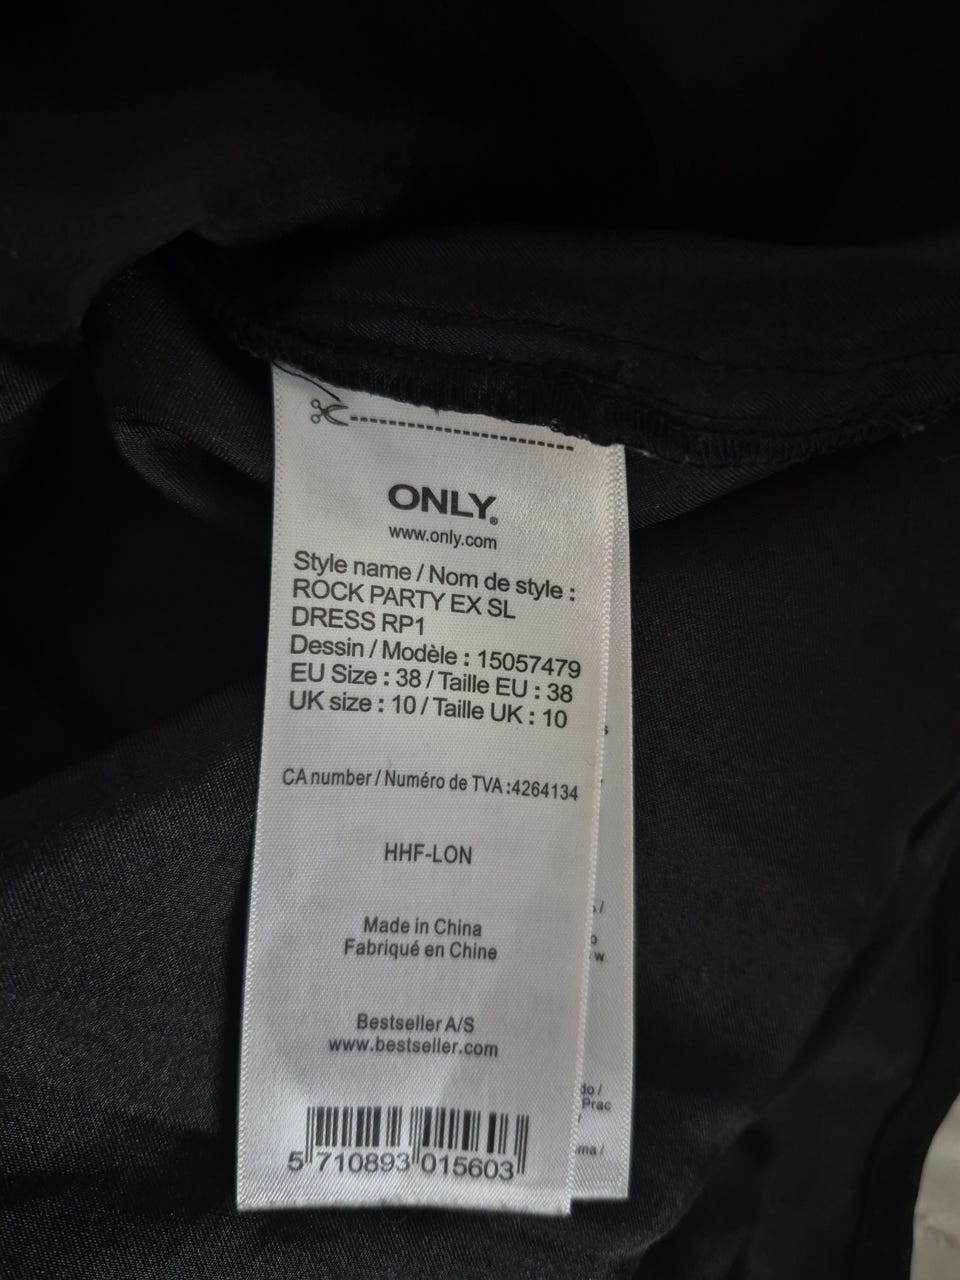 ONLY®
www.only.com
Style name / Nom de style :
ROCK PARTY EX SL
DRESS RP1
Dessin / Modèle : 15057479
EU Size : 38 / Taille EU : 38
UK size : 10 / Taille UK : 10
CA number / Numéro de TVA :4264134
HHF-LON
Made in China
Fabriqué en Chine
Bestseller A/S
www.bestseller.com
5 710893 015603
Prac